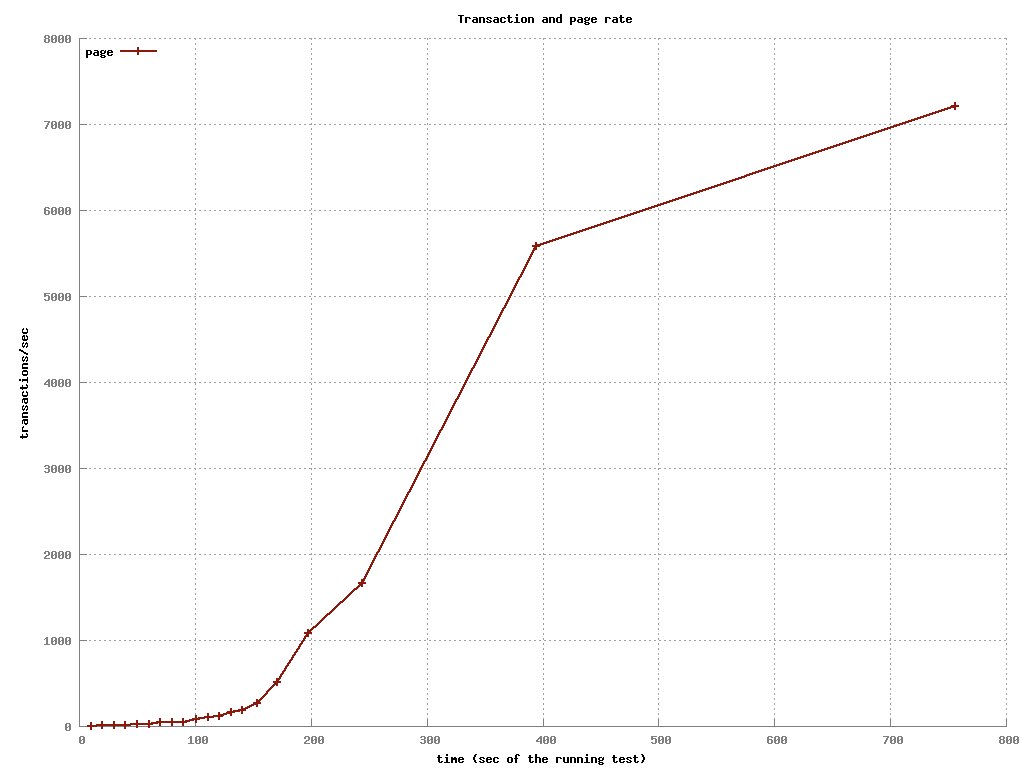 Transaction and page rate
8000
page
7000
6000
5000
4000
3000
2000
1000
0
transactions/sec
0 100 200 300 400 500 600 700 800
time (sec of the running test)